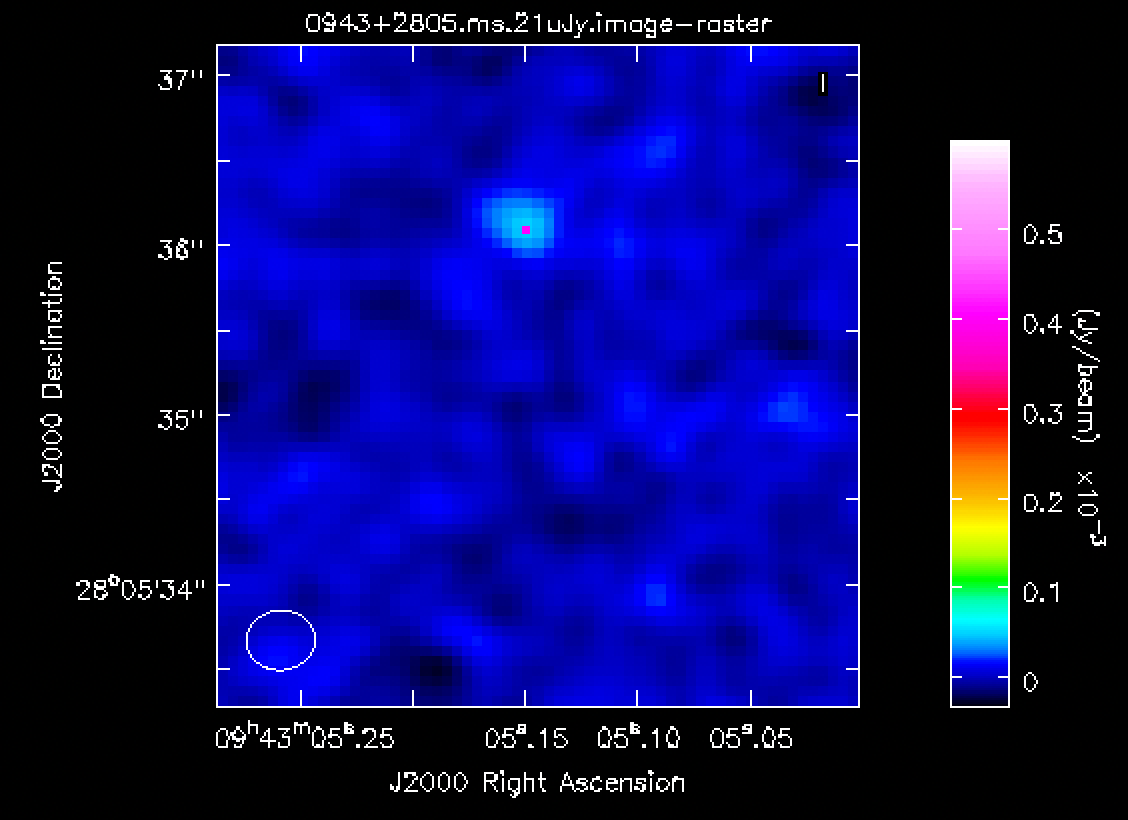 0943+2805.ms.21uJy.image-raster
I
37"
36"
35"
28°05'34"
J2000 Declination
09h43m05s.25
05s.15
05s.10
05s.05
J2000 Right Ascension
0.5
0.4
0.3
0.2
0.1
0
(Jy/beam) x10-3